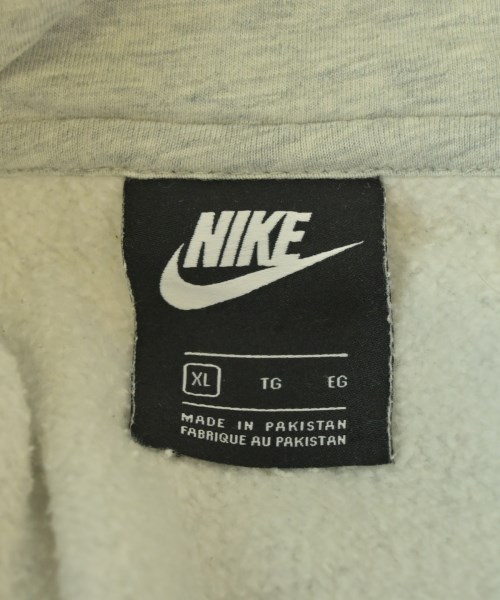 NIKE
XL TG EG
MADE IN PAKISTAN
FABRIQUE AU PAKISTAN